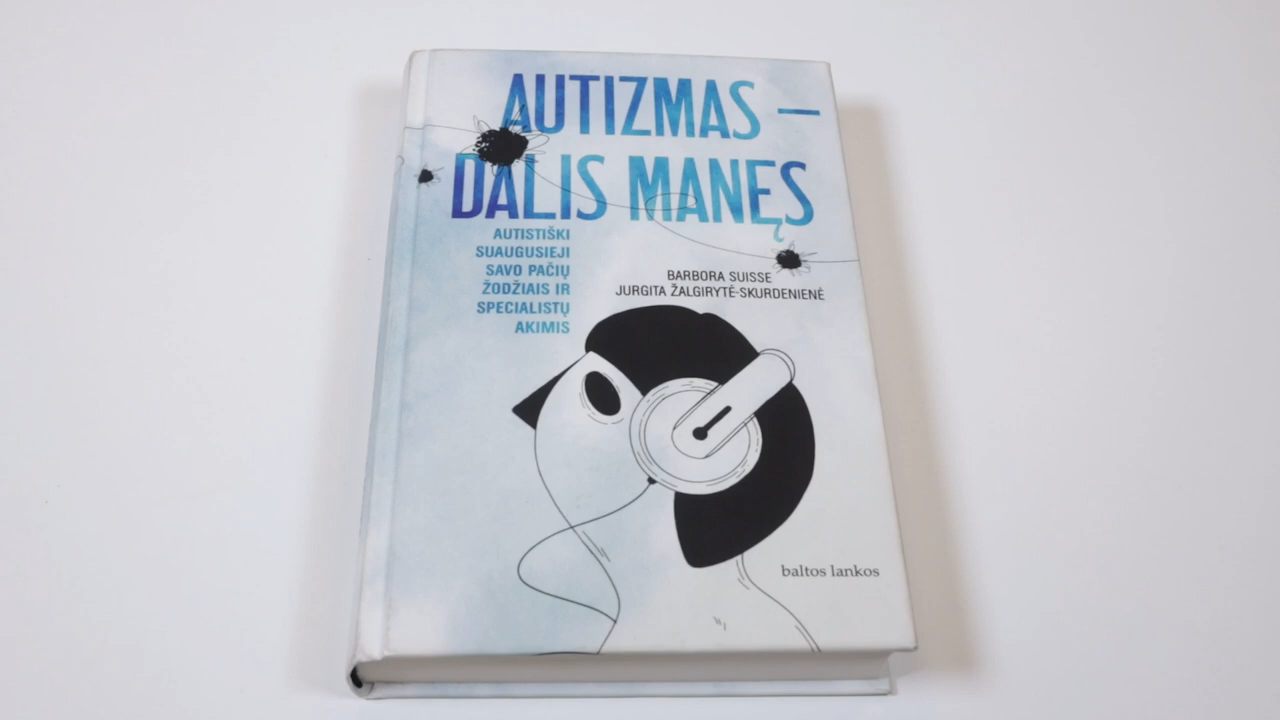 AUTIZMAS –
DALIS MANĘS
AUTISTIŠKI
SUAUGUSIEJI
SAVO PAČIŲ
ŽODŽIAIS IR
SPECIALISTŲ
AKIMIS
BARBORA SUISSE
JURGITA ŽALGIRYTĖ-SKURDENIENĖ
baltos lankos